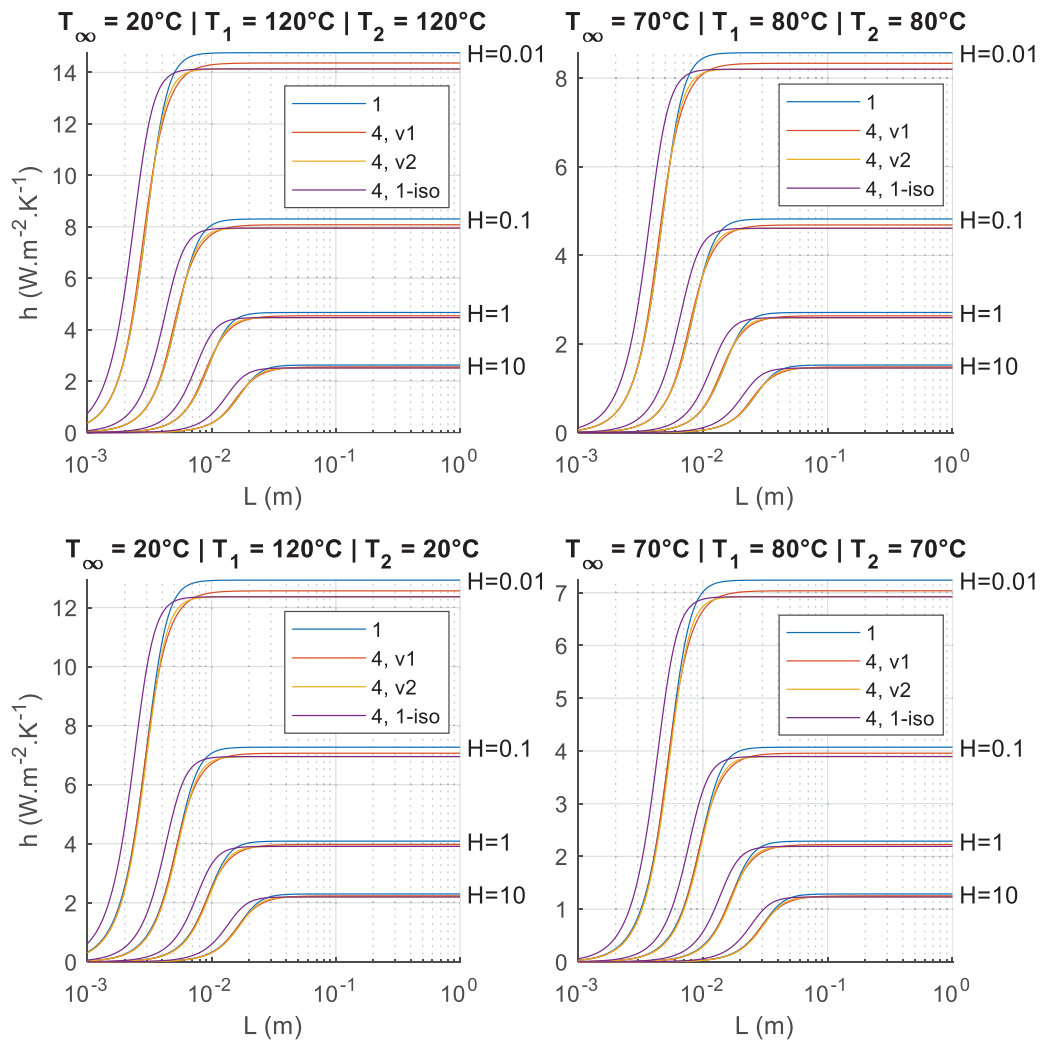 T∞ = 20°C | T1 = 120°C | T2 = 120°C
h (W.m-2.K-1)
14
12
10
8
6
4
2
0
10-3
10-2
10-1
100
L (m)
1
4, v1
4, v2
4, 1-iso
H=0.01
H=0.1
H=1
H=10
T∞ = 70°C | T1 = 80°C | T2 = 80°C
8
6
4
2
0
10-3
10-2
10-1
100
L (m)
1
4, v1
4, v2
4, 1-iso
H=0.01
H=0.1
H=1
H=10
T∞ = 20°C | T1 = 120°C | T2 = 20°C
h (W.m-2.K-1)
12
10
8
6
4
2
0
10-3
10-2
10-1
100
L (m)
1
4, v1
4, v2
4, 1-iso
H=0.01
H=0.1
H=1
H=10
T∞ = 70°C | T1 = 80°C | T2 = 70°C
7
6
5
4
3
2
1
0
10-3
10-2
10-1
100
L (m)
1
4, v1
4, v2
4, 1-iso
H=0.01
H=0.1
H=1
H=10